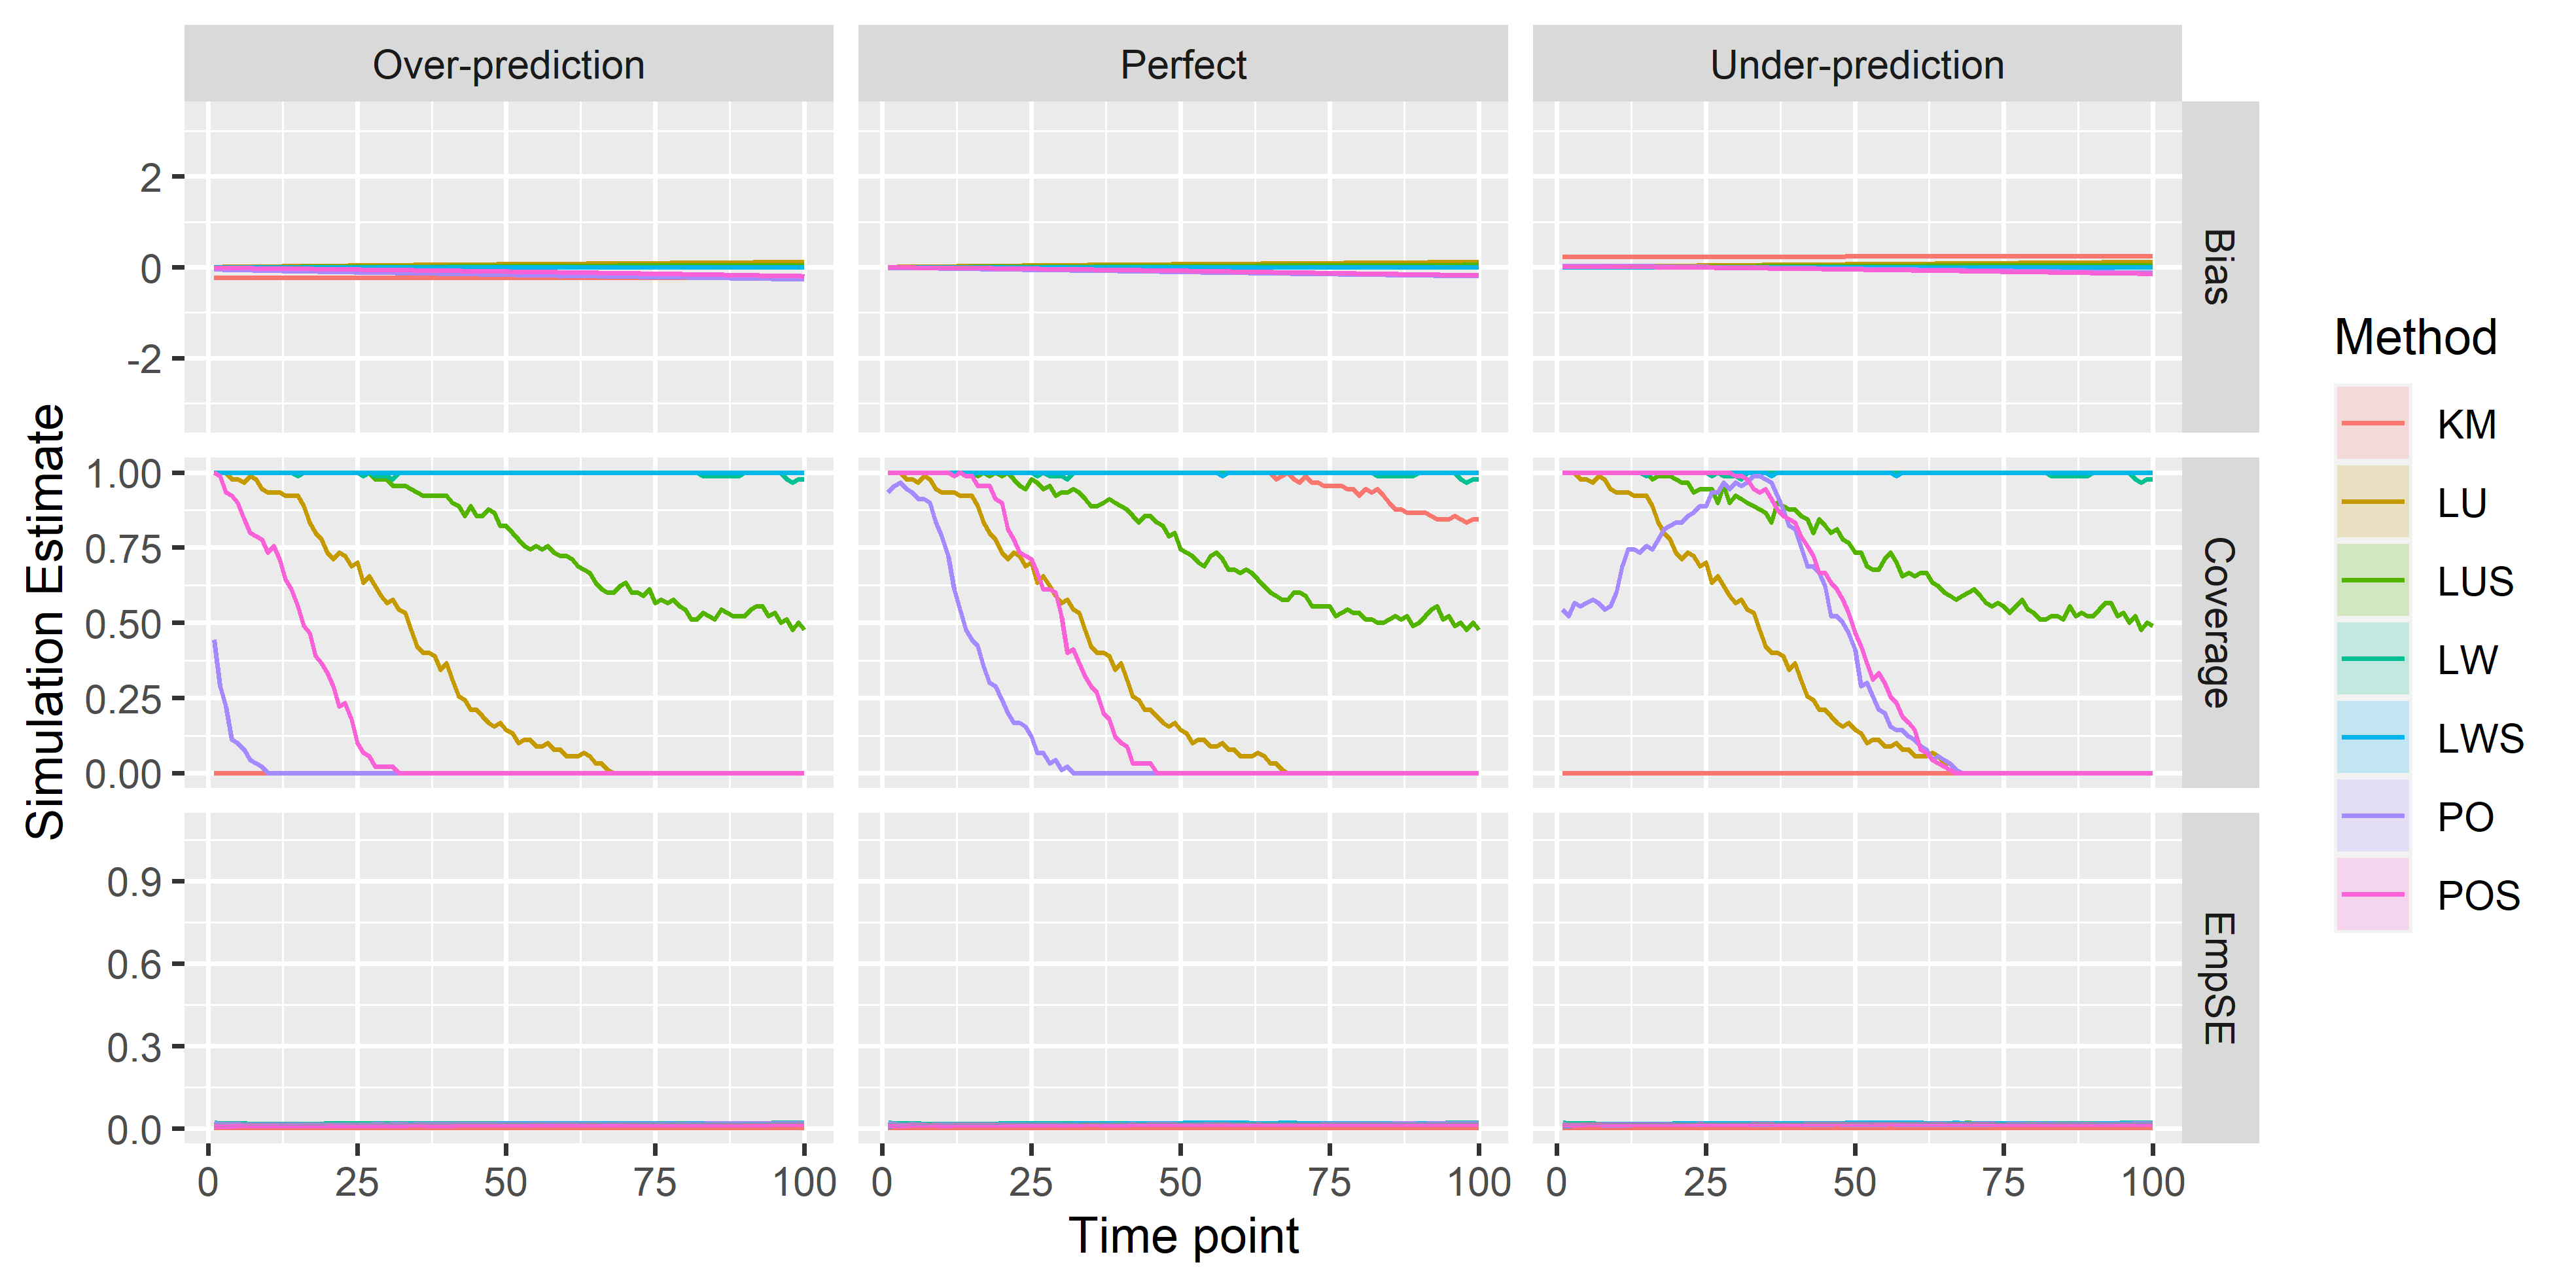 Over-prediction
Perfect
Under-prediction
2
0
-2
Bias
Simulation Estimate
1.00
0.75
0.50
0.25
0.00
Coverage
0.9
0.6
0.3
0.0
EmpSE
0 25 50 75 100
0 25 50 75 100
0 25 50 75 100
Time point
Method
KM
LU
LUS
LW
LWS
PO
POS